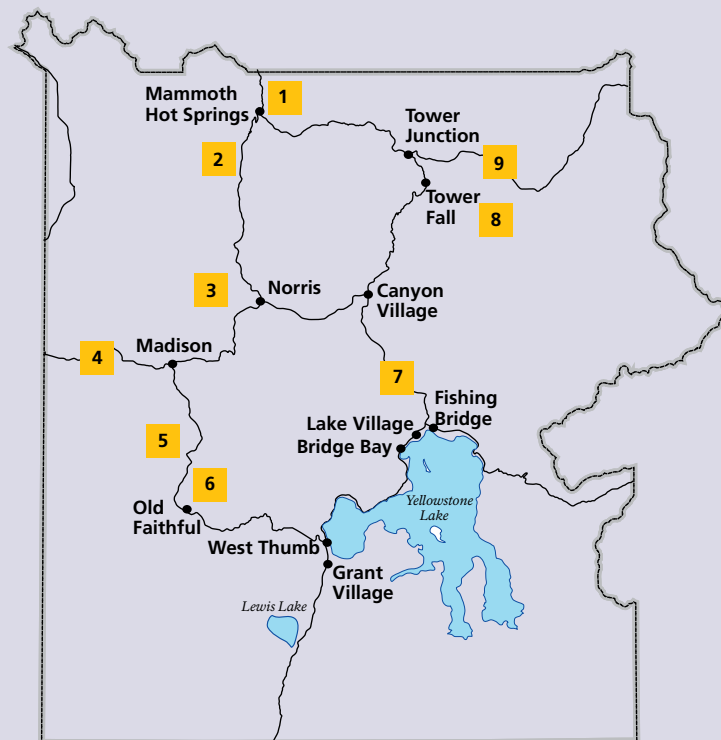 Mammoth
Hot Springs
1
Tower
Junction
2
9
Tower
Fall
8
3
Norris
Canyon
Village
Madison
4
7
Fishing
Bridge
Lake Village
Bridge Bay
5
6
Old
Faithful
Yellowstone
Lake
West Thumb
Grant
Village
Lewis Lake